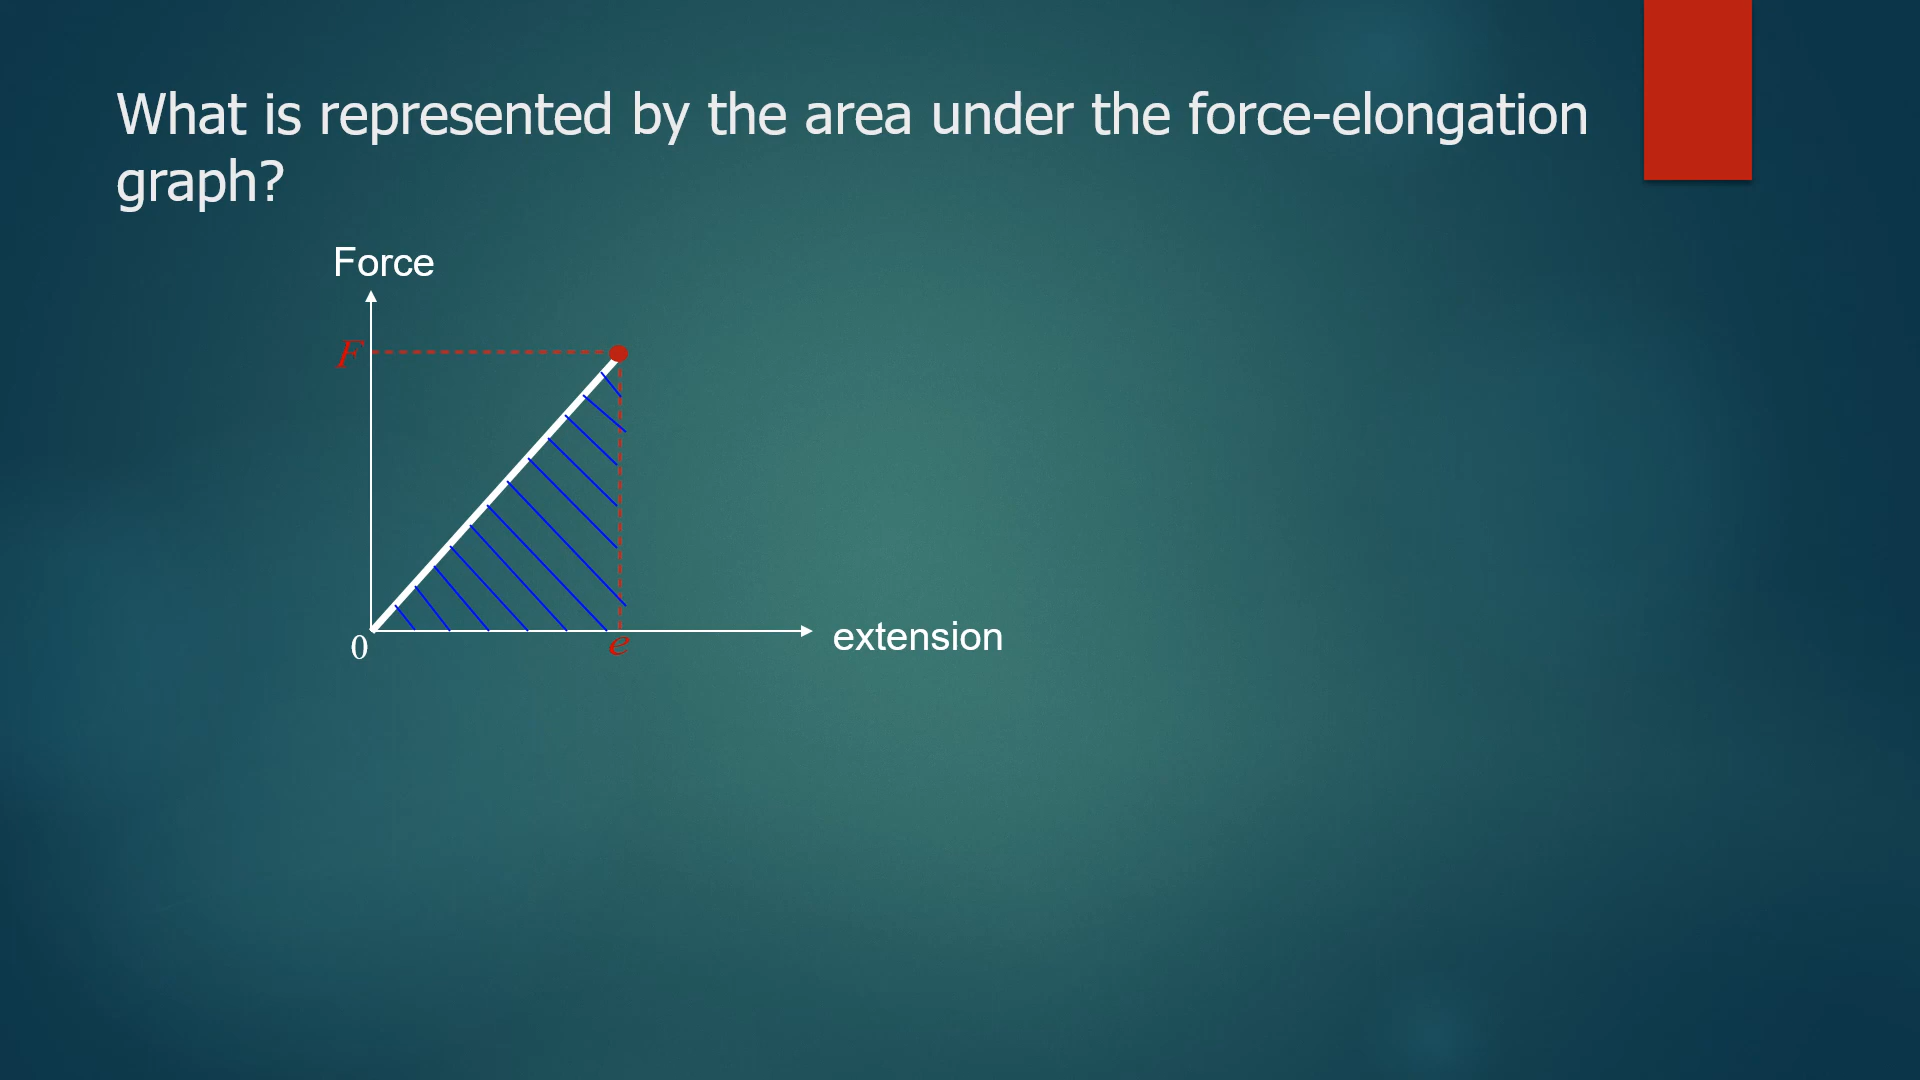 What is represented by the area under the force-elongation
graph?
Force
F
0
e
extension